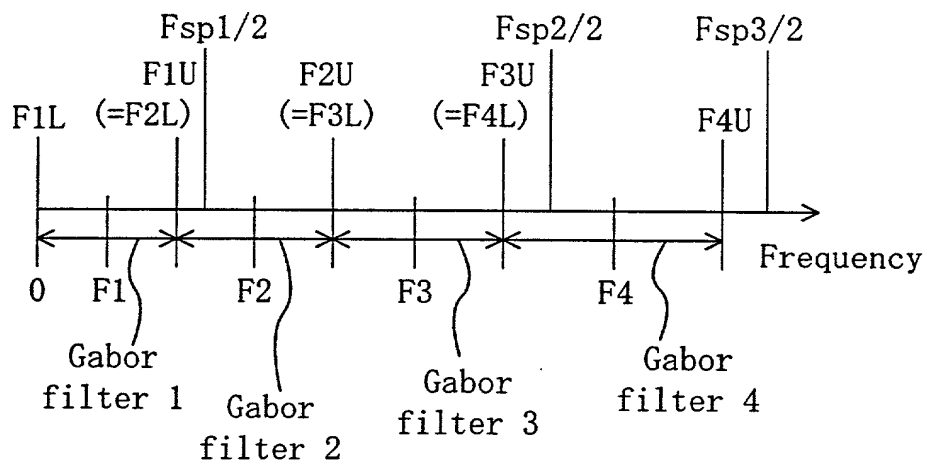 Fsp1/2
Fsp2/2
Fsp3/2
F1U
F2U
F3U
F1L
(=F2L)
(=F3L)
(=F4L)
F4U
Frequency
0
F1
F2
F3
F4
Gabor
filter 1
Gabor
filter 2
Gabor
filter 3
Gabor
filter 4